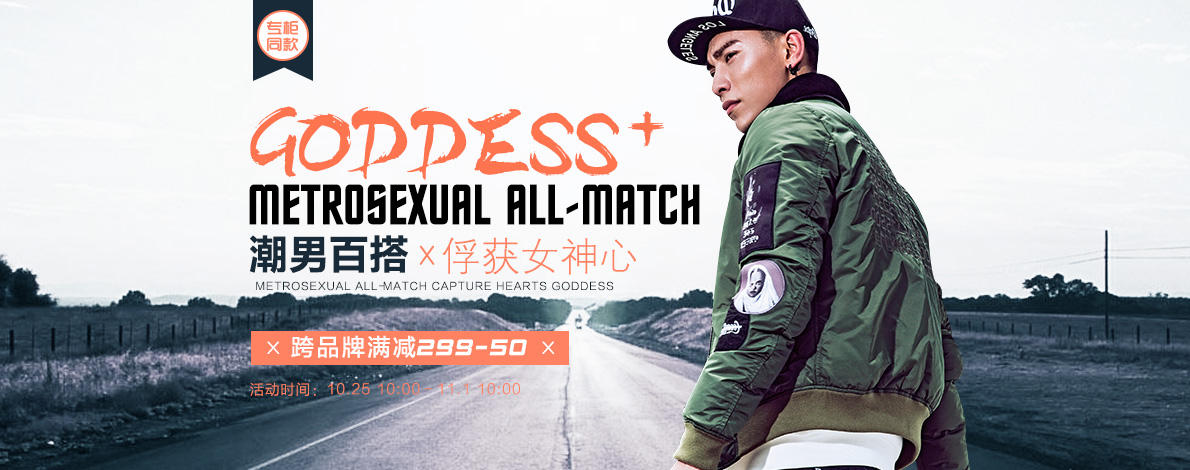 专柜
同款
LOS ANGELES
GODDESS+
METROSEXUAL ALL-MATCH
潮男百搭 x 俘获女神心
METROSEXUAL ALL-MATCH CAPTURE HEARTS GODDESS
x 跨品牌满减299-50 x
活动时间：10.25 10:00 - 11.1 10:00